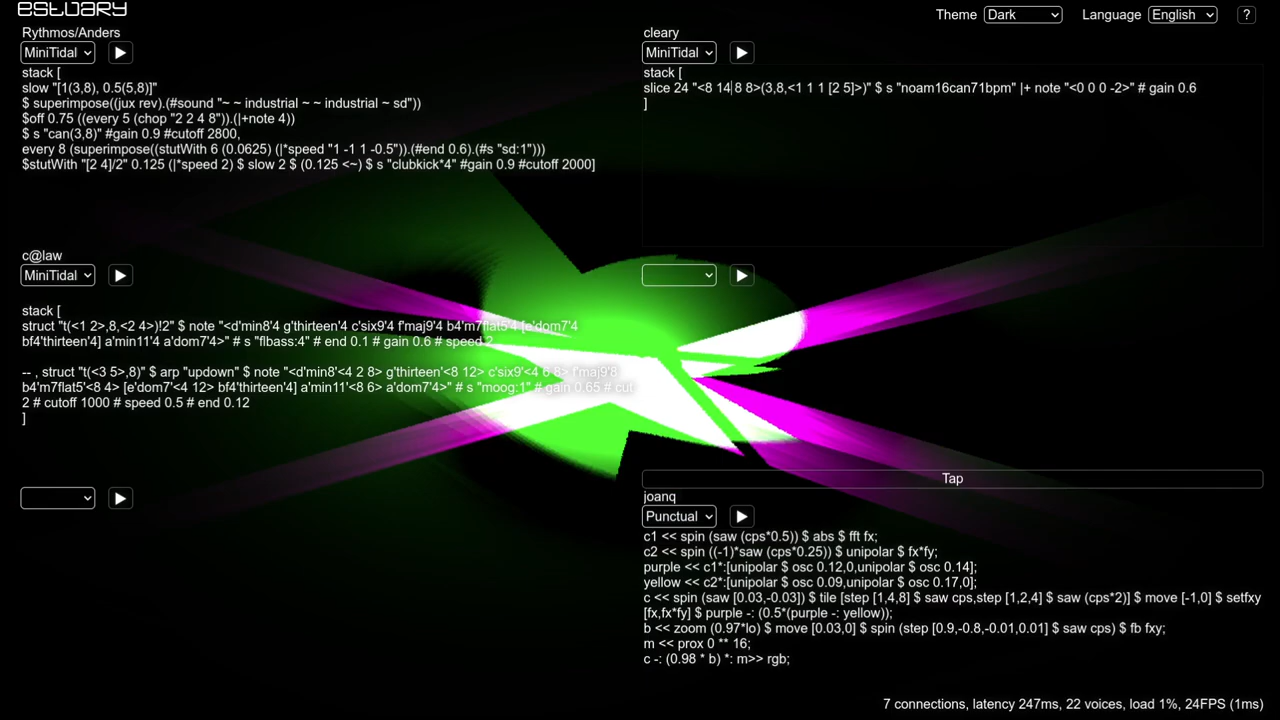 estuary
Theme Dark Language English ?
Rythmos/Anders
MiniTidal
stack [
slow "[1(3,8), 0.5(5,8)]"
$ superimpose((jux rev).(#sound "~ ~ industrial ~ ~ industrial ~ sd"))
$off 0.75 ((every 5 (chop "2 2 4 8")).(|+note 4))
$ s "can(3,8)" #gain 0.9 #cutoff 2800,
every 8 (superimpose((stutWith 6 (0.0625) (|*speed "1 -1 1 -0.5")).(#end 0.6).(#s "sd:1")))
$stutWith "[2 4]/2" 0.125 (|*speed 2) $ slow 2 $ (0.125 <~) $ s "clubkick*4" #gain 0.9 #cutoff 2000]
cleary
MiniTidal
stack [
slice 24 "<8 14 8 8>(3,8,<1 1 1 [2 5]>)" $ s "noam16can71bpm" |+ note "<0 0 0 -2>" # gain 0.6
]
c@law
MiniTidal
stack [
struct "t(<1 2>,8,<2 4>)!2" $ note "<d'min8'4 g'thirteen'4 c'six9'4 f'maj9'4 b4'm7flat5'4 [e'dom7'4
bf4'thirteen'4] a'min11'4 a'dom7'4>" # s "flbass:4" # end 0.1 # gain 0.6 # speed 2
-- , struct "t(<3 5>,8)" $ arp "updown" $ note "<d'min8'<4 2 8> g'thirteen'<8 12> c'six9'<4 6 8> f'maj9'8
b4'm7flat5'<8 4> [e'dom7'<4 12> bf4'thirteen'4] a'min11'<8 6> a'dom7'4>" # s "moog:1" # gain 0.65 # cut
2 # cutoff 1000 # speed 0.5 # end 0.12
]
Tap
joanq
Punctual
c1 << spin (saw (cps*0.5)) $ abs $ fft fx;
c2 << spin ((-1)*saw (cps*0.25)) $ unipolar $ fx*fy;
purple << c1*:[unipolar $ osc 0.12,0,unipolar $ osc 0.14];
yellow << c2*:[unipolar $ osc 0.09,unipolar $ osc 0.17,0];
c << spin (saw [0.03,-0.03]) $ tile [step [1,4,8] $ saw cps,step [1,2,4] $ saw (cps*2)] $ move [-1,0] $ setfxy
[fx,fx*fy] $ purple -: (0.5*(purple -: yellow));
b << zoom (0.97*lo) $ move [0.03,0] $ spin (step [0.9,-0.8,-0.01,0.01] $ saw cps) $ fb fxy;
m << prox 0 ** 16;
c -: (0.98 * b) *: m>> rgb;
7 connections, latency 247ms, 22 voices, load 1%, 24FPS (1ms)